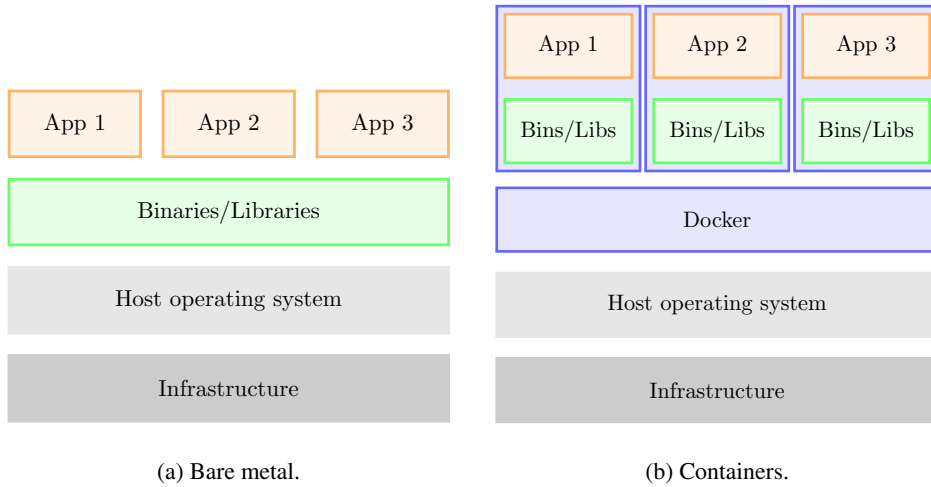 App 1
App 2
App 3
Binaries/Libraries
Host operating system
Infrastructure
(a) Bare metal.
App 1
App 2
App 3
Bins/Libs
Bins/Libs
Bins/Libs
Docker
Host operating system
Infrastructure
(b) Containers.